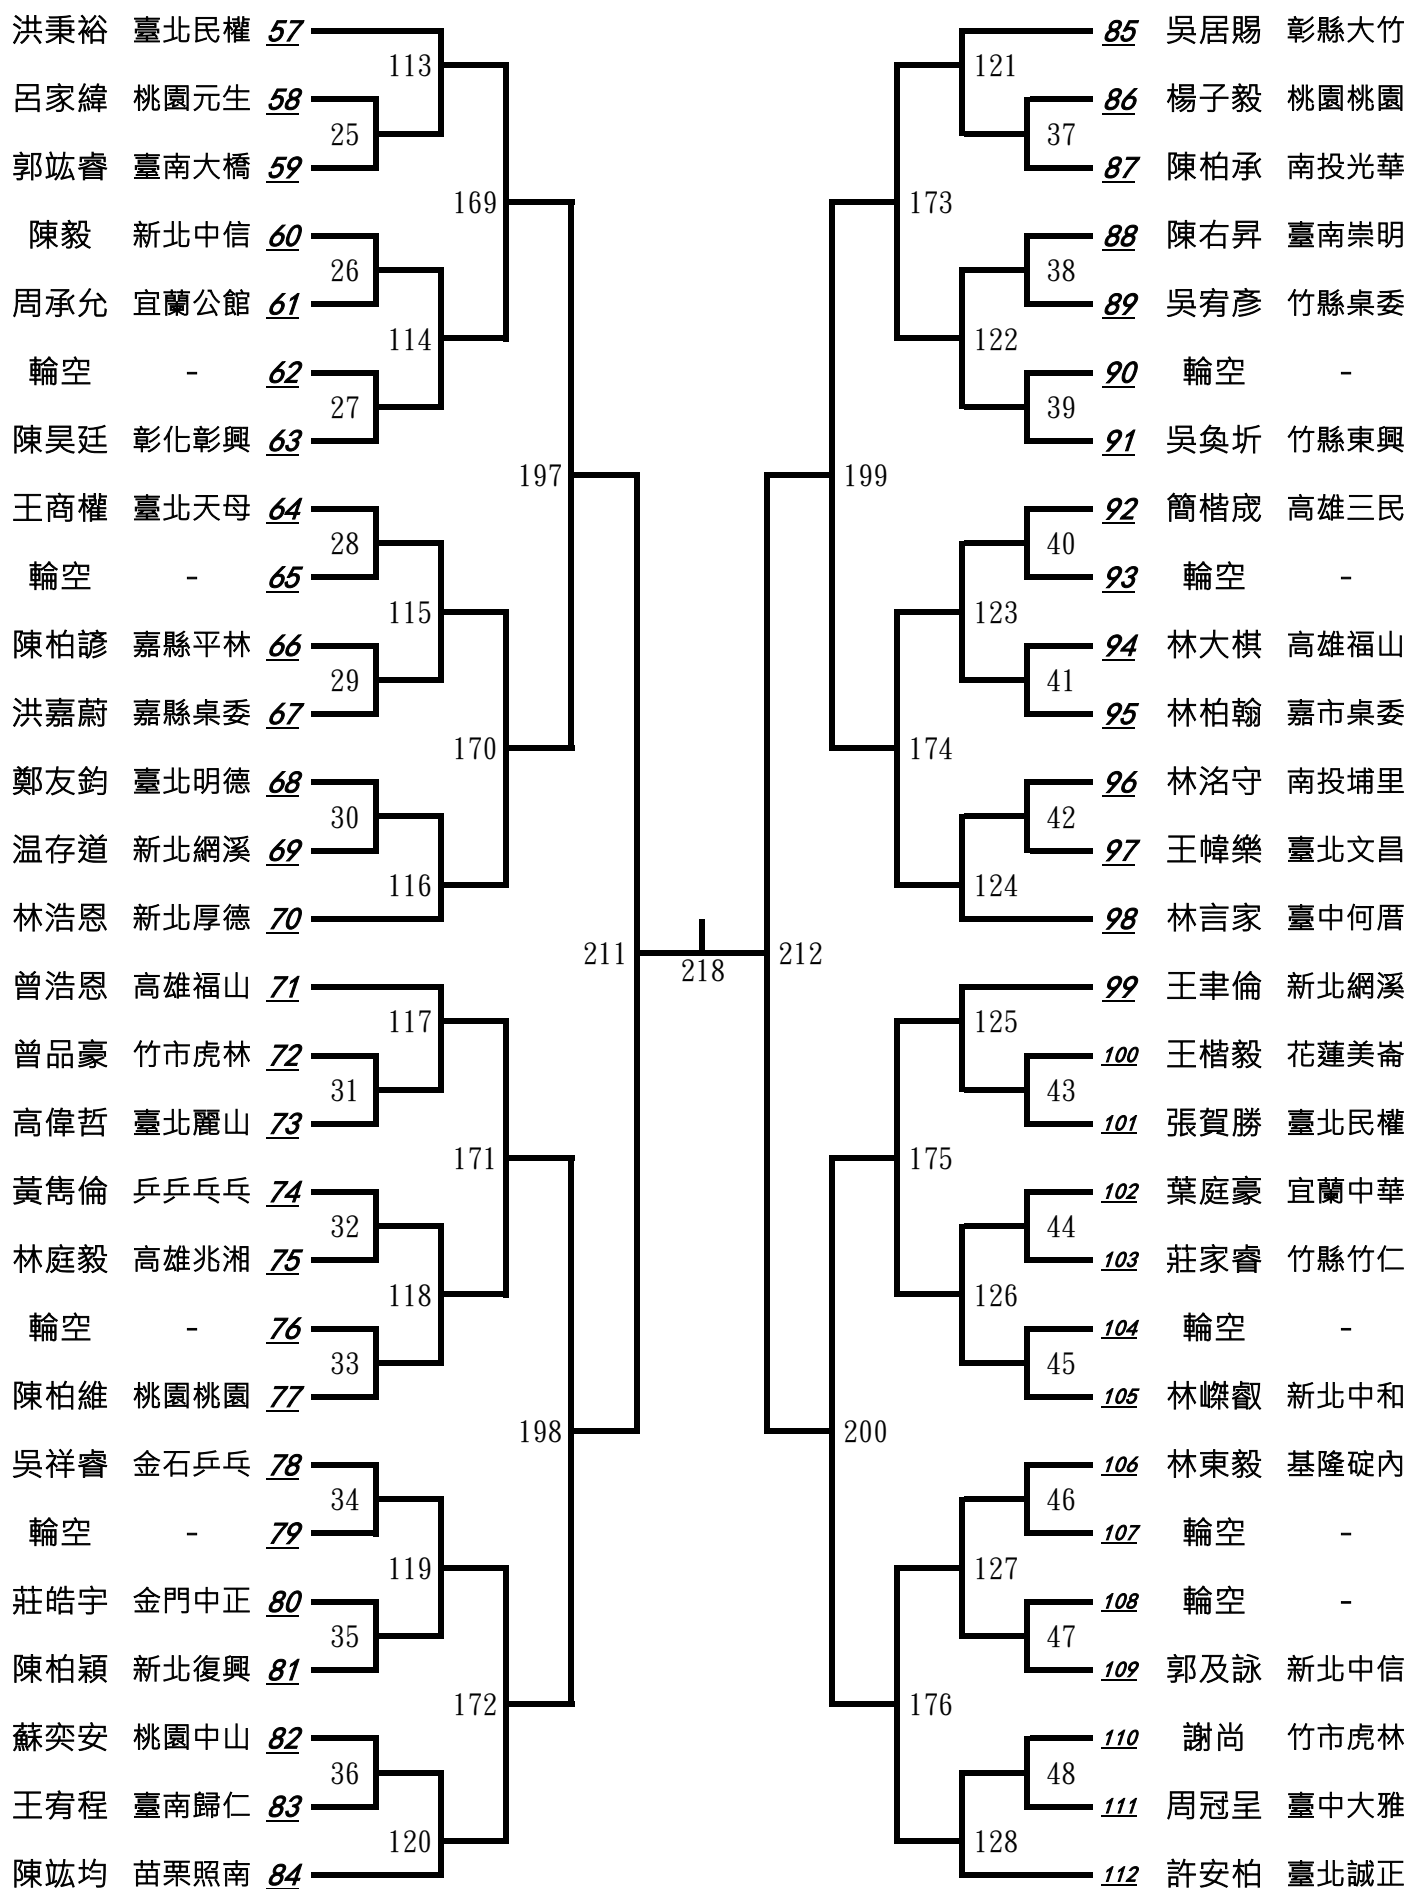 洪秉裕 臺北民權 57
113
呂家緯 桃園元生 58
25
郭竑睿 臺南大橋 59
169
陳毅 新北中信 60
26
周承允 宜蘭公館 61
114
輪空 - 62
27
陳昊廷 彰化彰興 63
197
王商權 臺北天母 64
28
輪空 - 65
115
陳柏諺 嘉縣平林 66
29
洪嘉蔚 嘉縣桌委 67
170
鄭友鈞 臺北明德 68
30
温存道 新北網溪 69
116
林浩恩 新北厚德 70
211
曾浩恩 高雄福山 71
117
曾品豪 竹市虎林 72
31
高偉哲 臺北麗山 73
171
黃雋倫 乒乒乓乓 74
32
林庭毅 高雄兆湘 75
118
輪空 - 76
33
陳柏維 桃園桃園 77
198
吳祥睿 金石乒乓 78
34
輪空 - 79
119
莊皓宇 金門中正 80
35
陳柏穎 新北復興 81
172
蘇奕安 桃園中山 82
36
王宥程 臺南歸仁 83
120
陳竑均 苗栗照南 84
218
85 吳居賜 彰縣大竹
121
86 楊子毅 桃園桃園
37
87 陳柏承 南投光華
173
88 陳右昇 臺南崇明
38
89 吳宥彥 竹縣桌委
122
90 輪空 -
39
91 吳奐圻 竹縣東興
199
92 簡楷宬 高雄三民
40
93 輪空 -
123
94 林大棋 高雄福山
41
95 林柏翰 嘉市桌委
174
96 林洺守 南投埔里
42
97 王幃樂 臺北文昌
124
98 林言家 臺中何厝
212
99 王聿倫 新北網溪
125
100 王楷毅 花蓮美崙
43
101 張賀勝 臺北民權
175
102 葉庭豪 宜蘭中華
44
103 莊家睿 竹縣竹仁
126
104 輪空 -
45
105 林嶸叡 新北中和
200
106 林東毅 基隆碇內
46
107 輪空 -
127
108 輪空 -
47
109 郭及詠 新北中信
176
110 謝尚 竹市虎林
48
111 周冠呈 臺中大雅
128
112 許安柏 臺北誠正